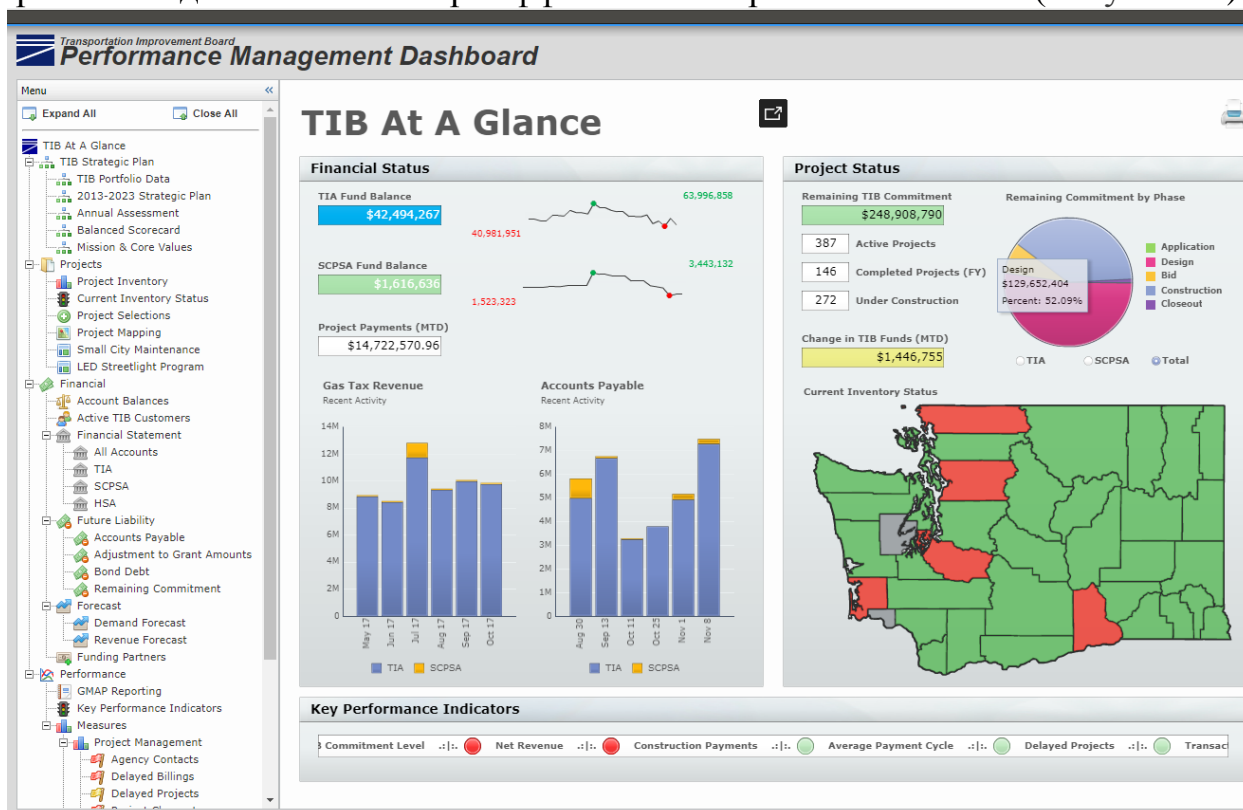 Transportation Improvement Board
Performance Management Dashboard
Menu
Expand All
Close All
TIB At A Glance
TIB Strategic Plan
TIB Portfolio Data
2013-2023 Strategic Plan
Annual Assessment
Balanced Scorecard
Mission & Core Values
Projects
Project Inventory
Current Inventory Status
Project Selections
Project Mapping
Small City Maintenance
LED Streetlight Program
Financial
Account Balances
Active TIB Customers
Financial Statement
All Accounts
TIA
SCPSA
HSA
Future Liability
Accounts Payable
Adjustment to Grant Amounts
Bond Debt
Remaining Commitment
Forecast
Demand Forecast
Revenue Forecast
Funding Partners
Performance
GMAP Reporting
Key Performance Indicators
Measures
Project Management
Agency Contacts
Delayed Billings
Delayed Projects
TIB At A Glance
Financial Status
TIA Fund Balance
$42,494,267
63,996,858
40,981,951
SCPSA Fund Balance
$1,616,636
3,443,132
1,523,323
Project Payments (MTD)
$14,722,570.96
Gas Tax Revenue
Recent Activity
14M
12M
10M
8M
6M
4M
2M
0
May 17
Jun 17
Jul 17
Aug 17
Sep 17
Oct 17
TIA
SCPSA
Accounts Payable
Recent Activity
8M
7M
6M
5M
4M
3M
2M
1M
0
Aug 30
Sep 13
Oct 11
Oct 25
Nov 1
Nov 8
TIA
SCPSA
Project Status
Remaining TIB Commitment
$248,908,790
387 Active Projects
146 Completed Projects (FY)
272 Under Construction
Change in TIB Funds (MTD)
$1,446,755
Remaining Commitment by Phase
Design
$129,652,404
Percent: 52.09%
Application
Design
Bid
Construction
Closeout
TIA
SCPSA
Total
Current Inventory Status
Key Performance Indicators
Commitment Level .:|:. Net Revenue .:|:. Construction Payments .:|:. Average Payment Cycle .:|:. Delayed Projects .:|:. Transact